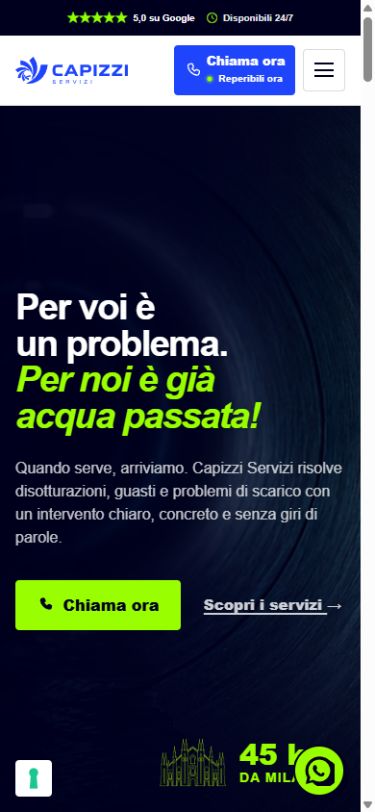 5,0 su Google Disponibili 24/7
CAPIZZI
SERVIZI
Chiama ora
Reperibili ora
Per voi è
un problema.
Per noi è già
acqua passata!
Quando serve, arriviamo. Capizzi Servizi risolve
disotturazioni, guasti e problemi di scarico con
un intervento chiaro, concreto e senza giri di
parole.
Chiama ora
Scopri i servizi →
45
DA